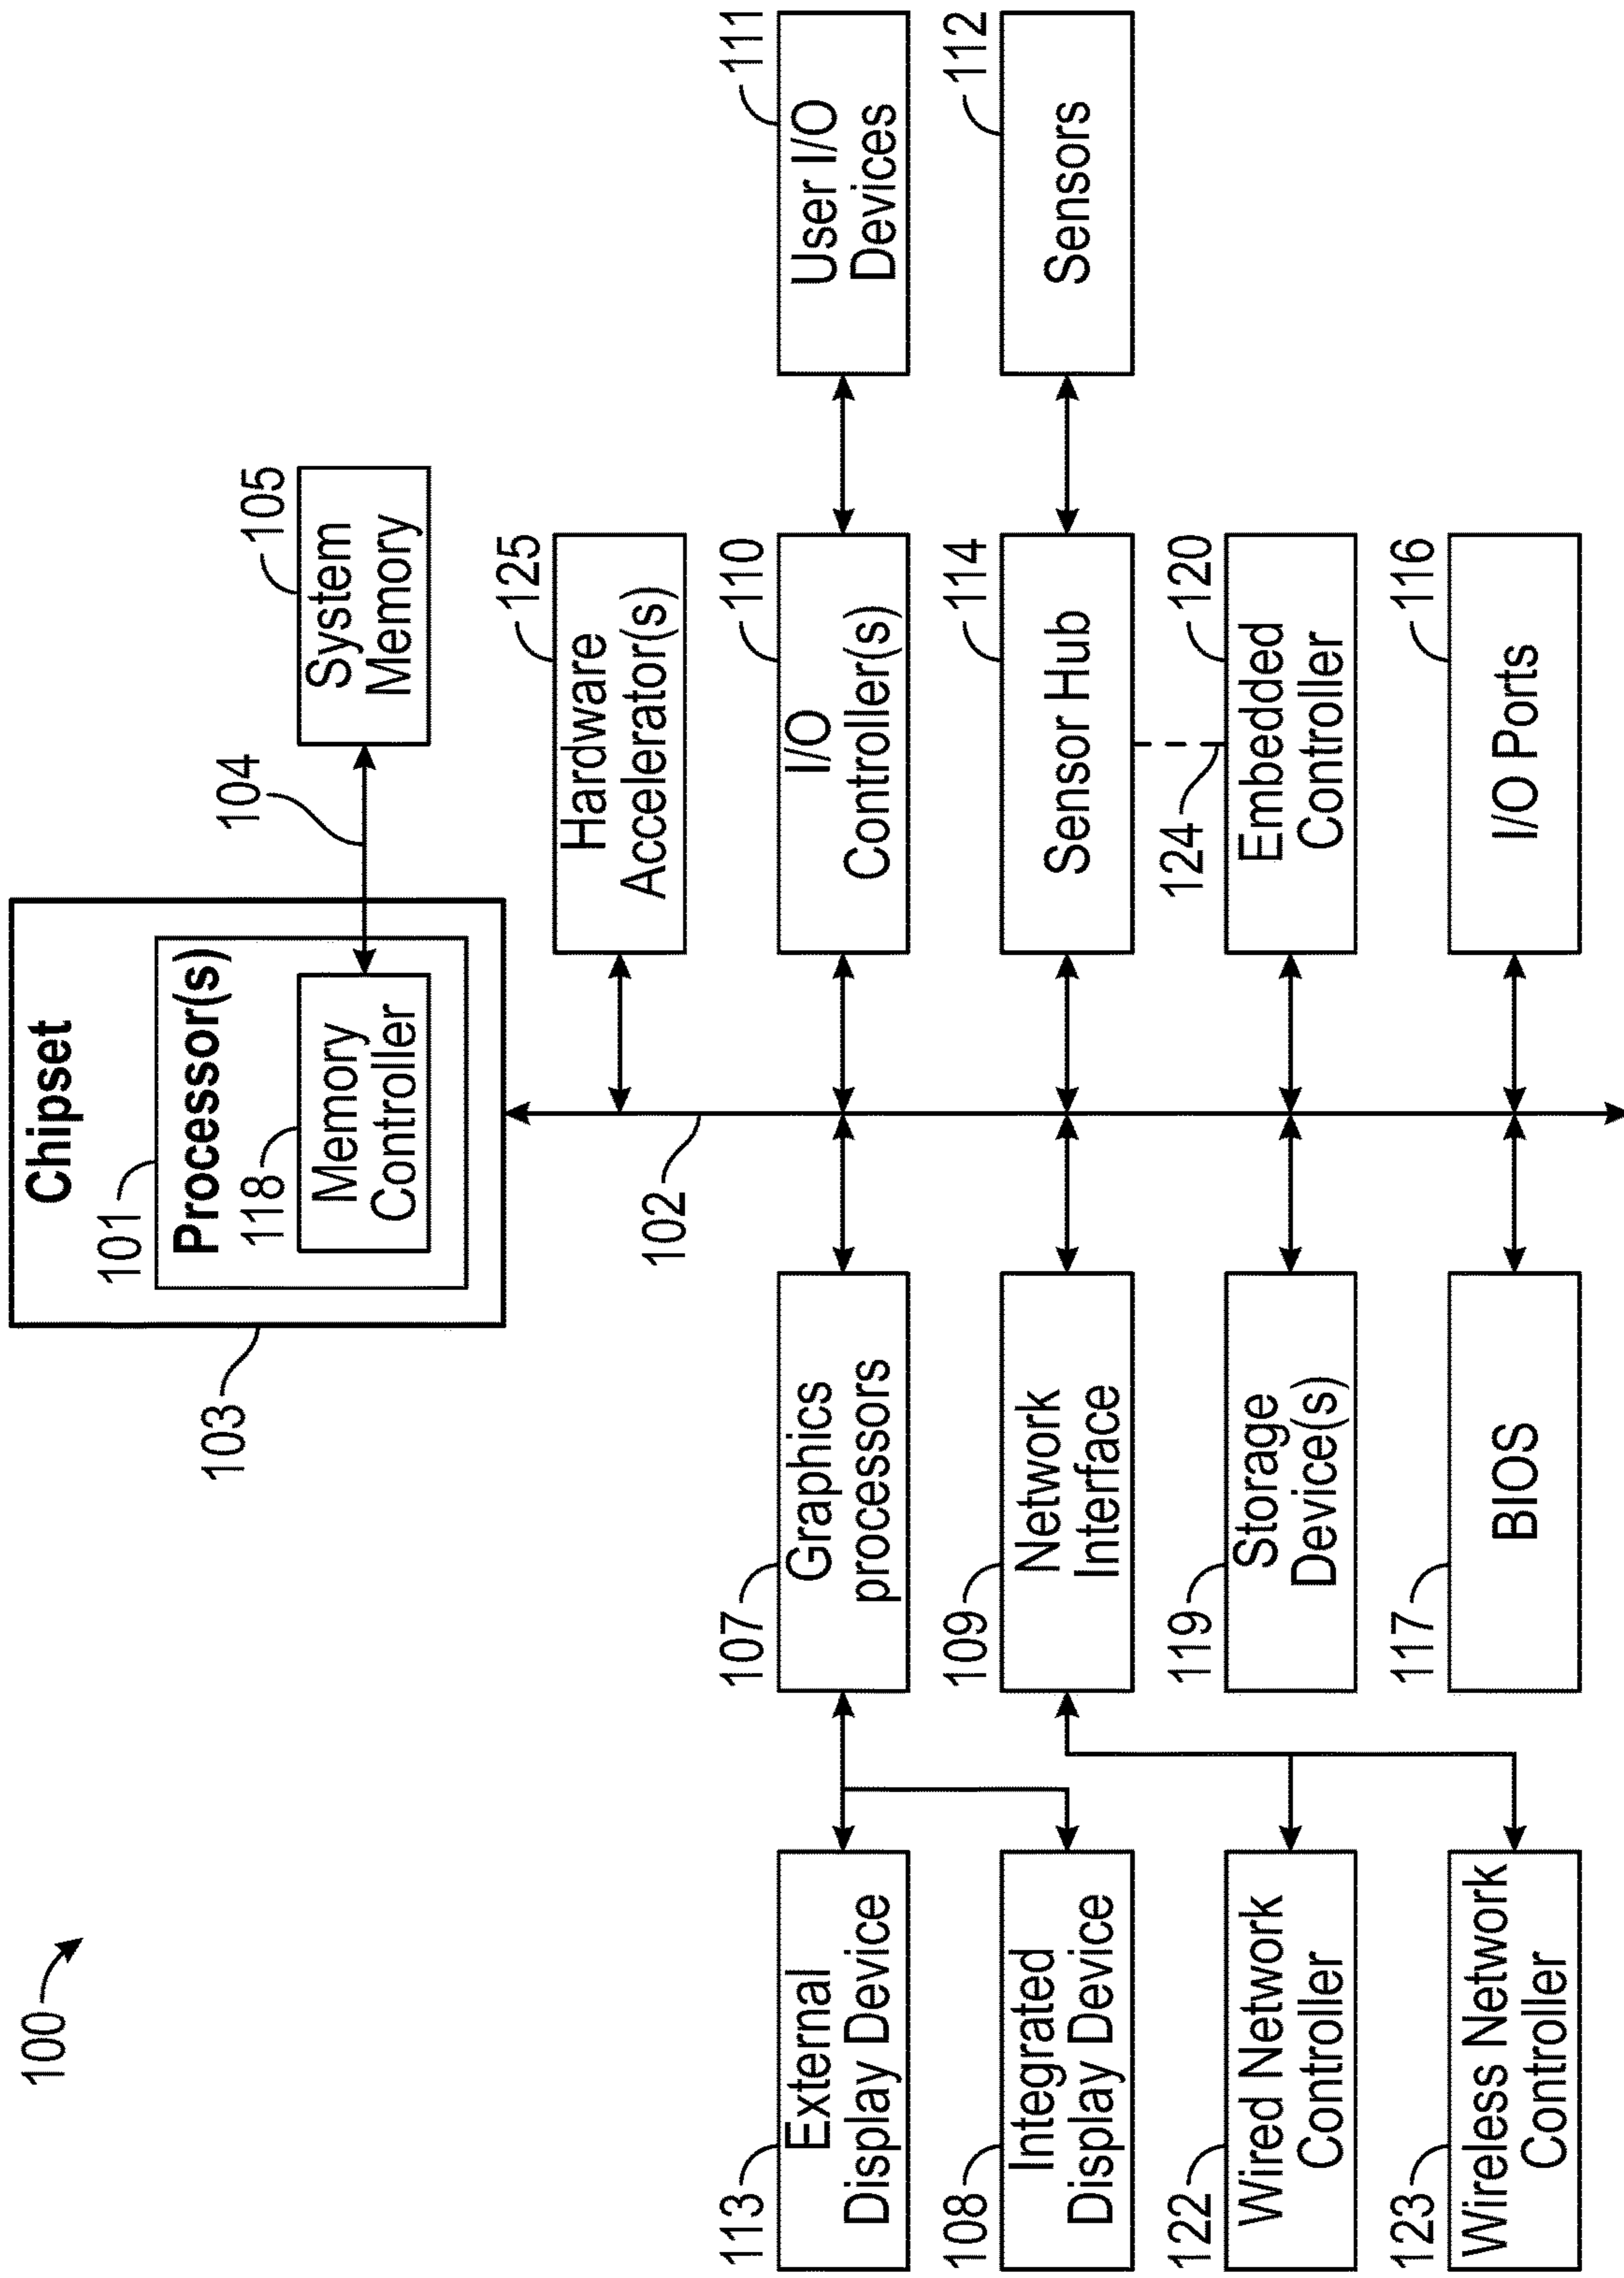 100
Chipset
101
Processor(s)
118
Memory
Controller
103
104
105
System
Memory
102
125
Hardware
Accelerator(s)
113
External
Display Device
107
Graphics
processors
110
I/O
Controller(s)
111
User I/O
Devices
108
Integrated
Display Device
109
Network
Interface
114
Sensor Hub
112
Sensors
122
Wired Network
Controller
119
Storage
Device(s)
124
120
Embedded
Controller
123
Wireless Network
Controller
117
BIOS
116
I/O Ports